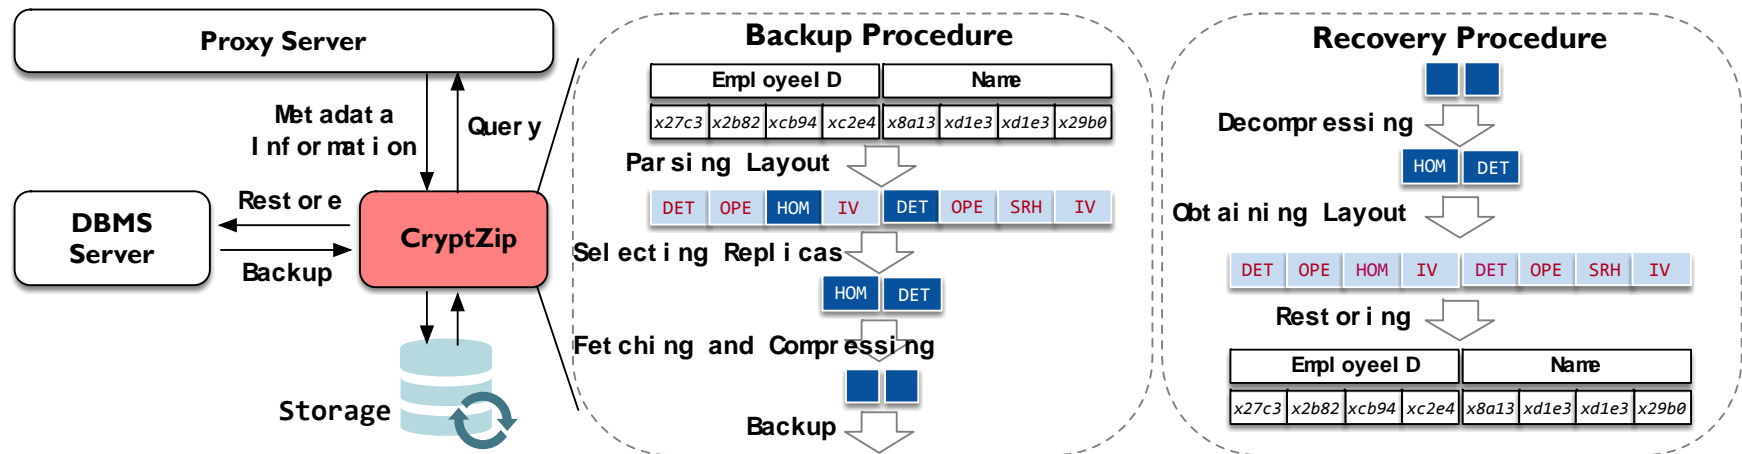 Proxy Server
Metadata
Information
Query
DBMS
Server
Restore
Backup
CryptZip
Storage
Backup Procedure
EmployeeID Name
x27c3 x2b82 xcb94 xc2e4 x8a13 xd1e3 xd1e3 x29b0
Parsing Layout
DET OPE HOM IV DET OPE SRH IV
Selecting Replicas
HOM DET
Fetching and Compressing
Backup
Recovery Procedure
Decompressing
HOM DET
Obtaining Layout
DET OPE HOM IV DET OPE SRH IV
Restoring
EmployeeID Name
x27c3 x2b82 xcb94 xc2e4 x8a13 xd1e3 xd1e3 x29b0